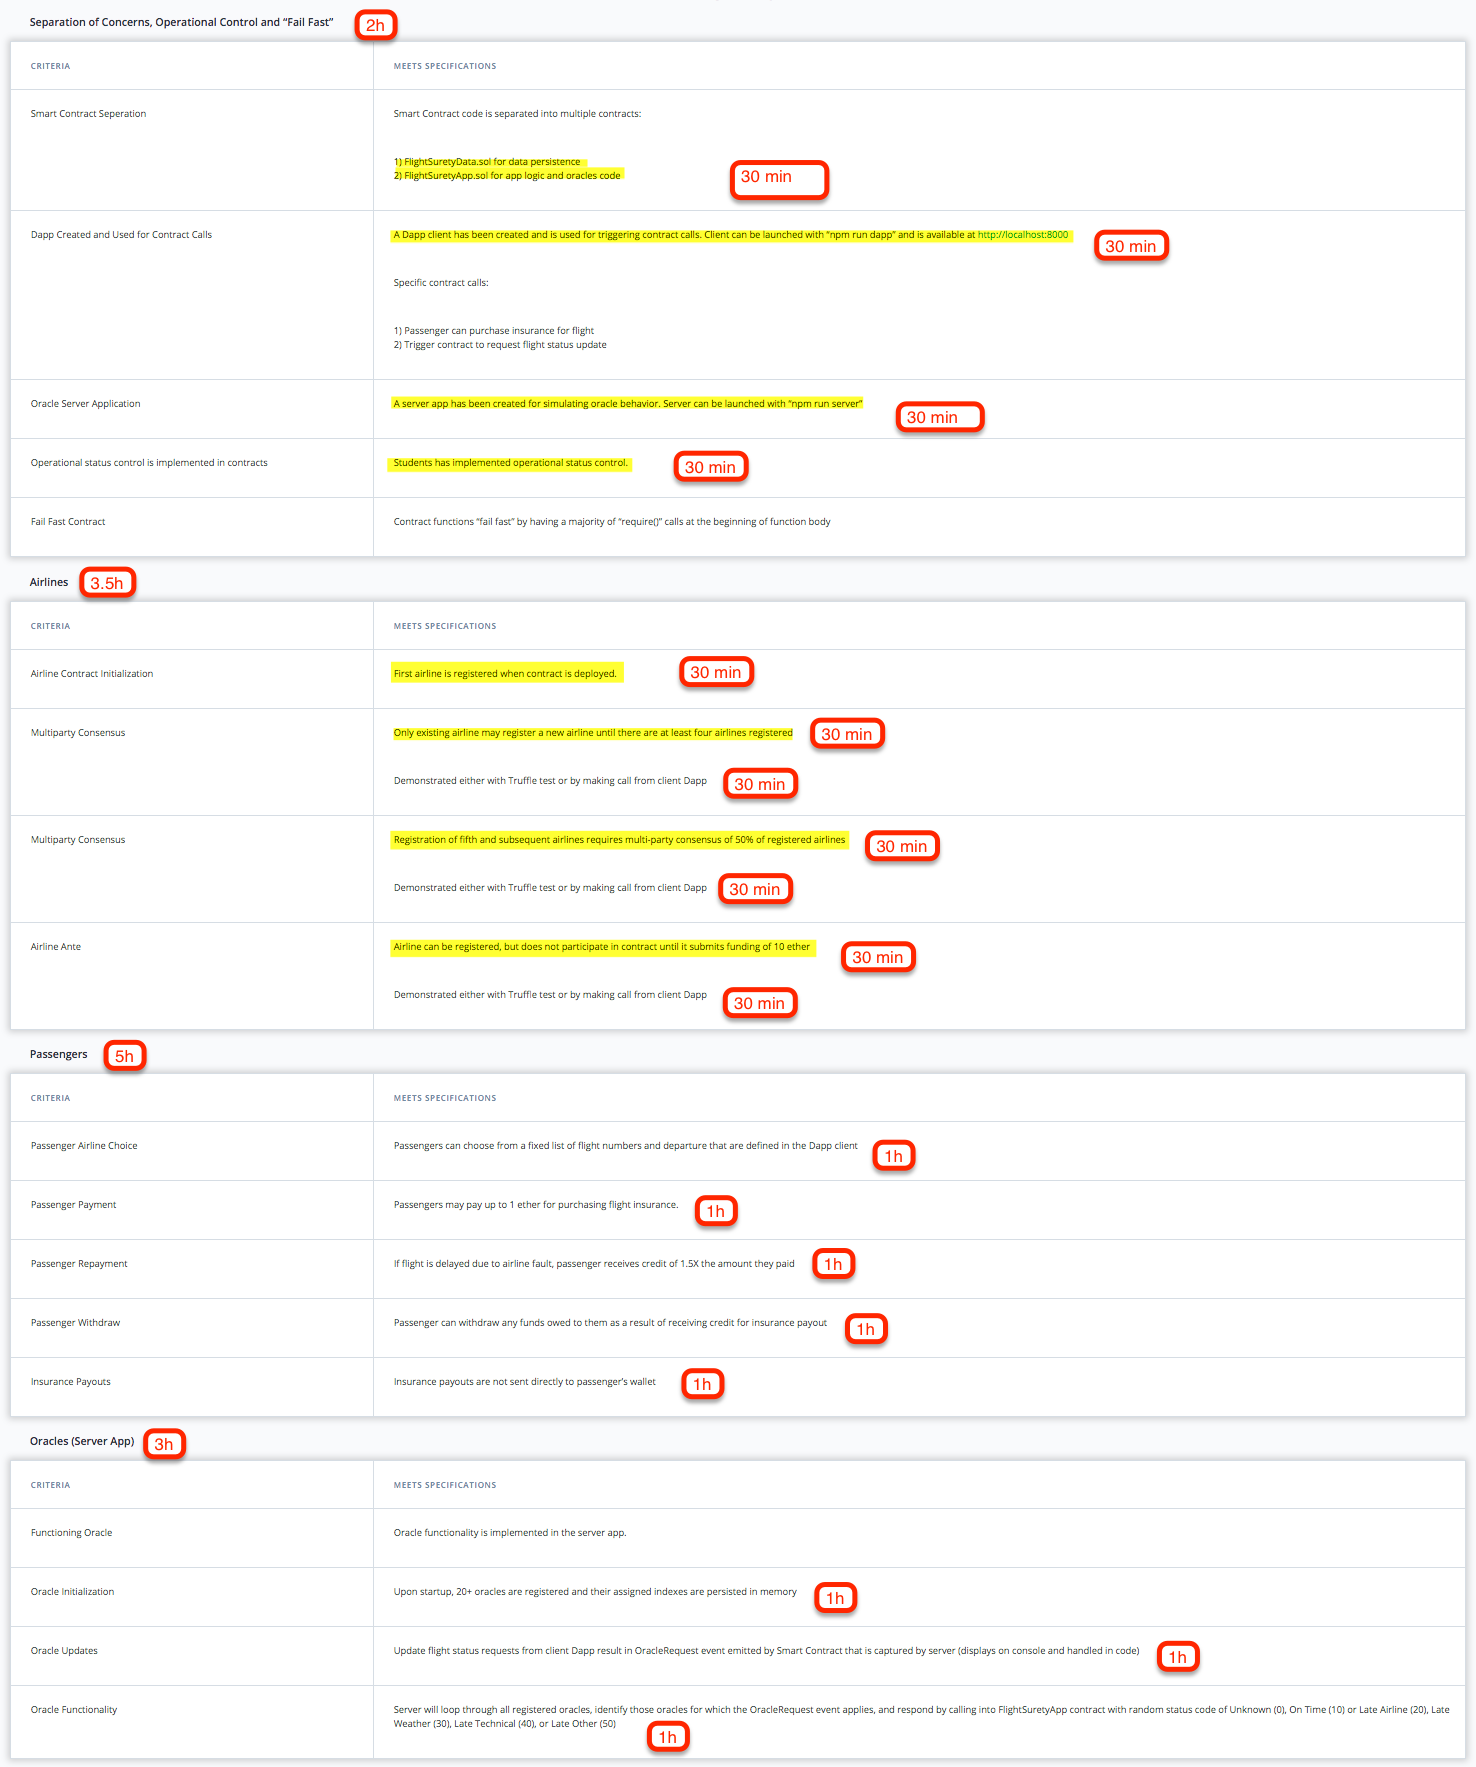 Separation of Concerns, Operational Control and “Fail Fast”
2h
CRITERIA
MEETS SPECIFICATIONS
Smart Contract Seperation
Smart Contract code is separated into multiple contracts:
1) FlightSuretyData.sol for data persistence
2) FlightSuretyApp.sol for app logic and oracles code
30 min
Dapp Created and Used for Contract Calls
A Dapp client has been created and is used for triggering contract calls. Client can be launched with “npm run dapp” and is available at http://localhost:8000
30 min
Specific contract calls:
1) Passenger can purchase insurance for flight
2) Trigger contract to request flight status update
Oracle Server Application
A server app has been created for simulating oracle behavior. Server can be launched with “npm run server”
30 min
Operational status control is implemented in contracts
Students has implemented operational status control.
30 min
Fail Fast Contract
Contract functions “fail fast” by having a majority of “require()” calls at the beginning of function body
Airlines
3.5h
CRITERIA
MEETS SPECIFICATIONS
Airline Contract Initialization
First airline is registered when contract is deployed.
30 min
Multiparty Consensus
Only existing airline may register a new airline until there are at least four airlines registered
30 min
Demonstrated either with Truffle test or by making call from client Dapp
30 min
Multiparty Consensus
Registration of fifth and subsequent airlines requires multi-party consensus of 50% of registered airlines
30 min
Demonstrated either with Truffle test or by making call from client Dapp
30 min
Airline Ante
Airline can be registered, but does not participate in contract until it submits funding of 10 ether
30 min
Demonstrated either with Truffle test or by making call from client Dapp
30 min
Passengers
5h
CRITERIA
MEETS SPECIFICATIONS
Passenger Airline Choice
Passengers can choose from a fixed list of flight numbers and departure that are defined in the Dapp client
1h
Passenger Payment
Passengers may pay up to 1 ether for purchasing flight insurance.
1h
Passenger Repayment
If flight is delayed due to airline fault, passenger receives credit of 1.5X the amount they paid
1h
Passenger Withdraw
Passenger can withdraw any funds owed to them as a result of receiving credit for insurance payout
1h
Insurance Payouts
Insurance payouts are not sent directly to passenger’s wallet
1h
Oracles (Server App)
3h
CRITERIA
MEETS SPECIFICATIONS
Functioning Oracle
Oracle functionality is implemented in the server app.
Oracle Initialization
Upon startup, 20+ oracles are registered and their assigned indexes are persisted in memory
1h
Oracle Updates
Update flight status requests from client Dapp result in OracleRequest event emitted by Smart Contract that is captured by server (displays on console and handled in code)
1h
Oracle Functionality
Server will loop through all registered oracles, identify those oracles for which the OracleRequest event applies, and respond by calling into FlightSuretyApp contract with random status code of Unknown (0), On Time (10) or Late Airline (20), Late
Weather (30), Late Technical (40), or Late Other (50)
1h